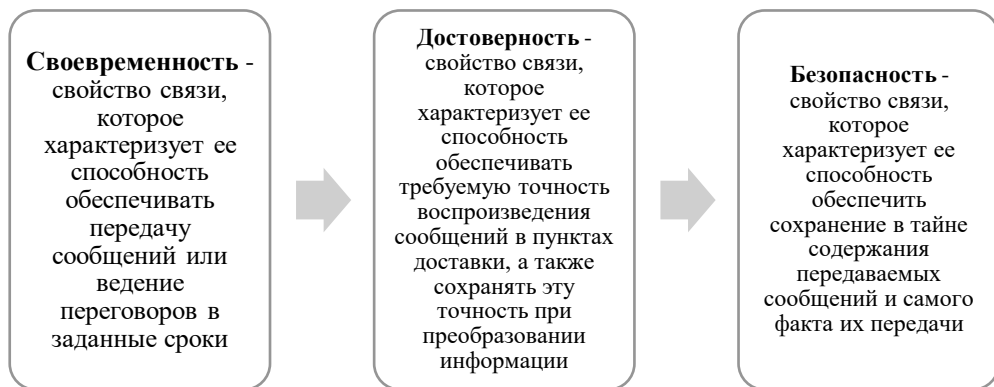 Своевременность -
свойство связи,
которое
характеризует ее
способность
обеспечивать
передачу
сообщений или
ведение
переговоров в
заданные сроки
Достоверность -
свойство связи,
которое
характеризует ее
способность
обеспечивать
требуемую точность
воспроизведения
сообщений в пунктах
доставки, а также
сохранять эту
точность при
преобразовании
информации
Безопасность -
свойство связи,
которое
характеризует ее
способность
обеспечить
сохранение в тайне
содержания
передаваемых
сообщений и самого
факта их передачи